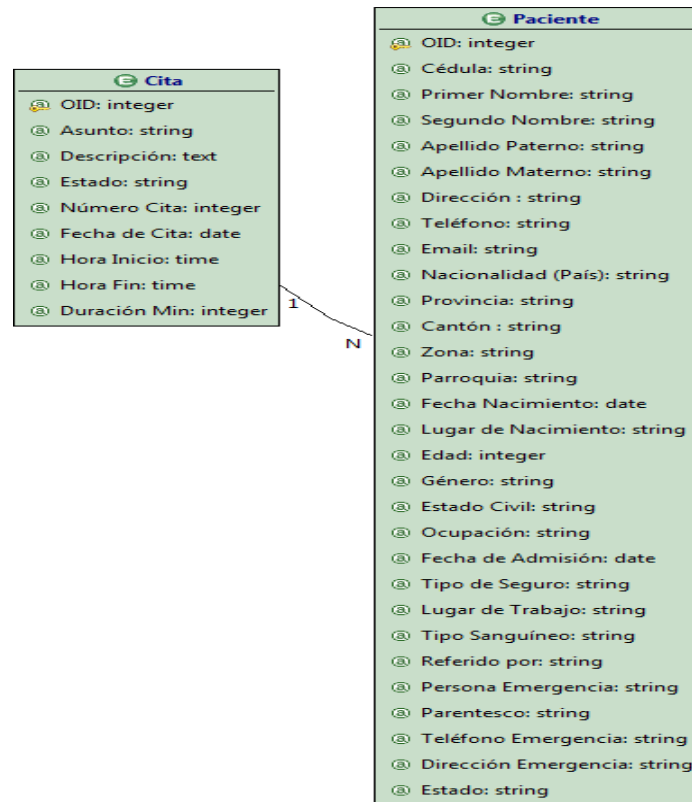 Cita
OID: integer
Asunto: string
Descripción: text
Estado: string
Número Cita: integer
Fecha de Cita: date
Hora Inicio: time
Hora Fin: time
Duración Min: integer
1
N
Paciente
OID: integer
Cédula: string
Primer Nombre: string
Segundo Nombre: string
Apellido Paterno: string
Apellido Materno: string
Dirección : string
Teléfono: string
Email: string
Nacionalidad (País): string
Provincia: string
Cantón : string
Zona: string
Parroquia: string
Fecha Nacimiento: date
Lugar de Nacimiento: string
Edad: integer
Género: string
Estado Civil: string
Ocupación: string
Fecha de Admisión: date
Tipo de Seguro: string
Lugar de Trabajo: string
Tipo Sanguíneo: string
Referido por: string
Persona Emergencia: string
Parentesco: string
Teléfono Emergencia: string
Dirección Emergencia: string
Estado: string